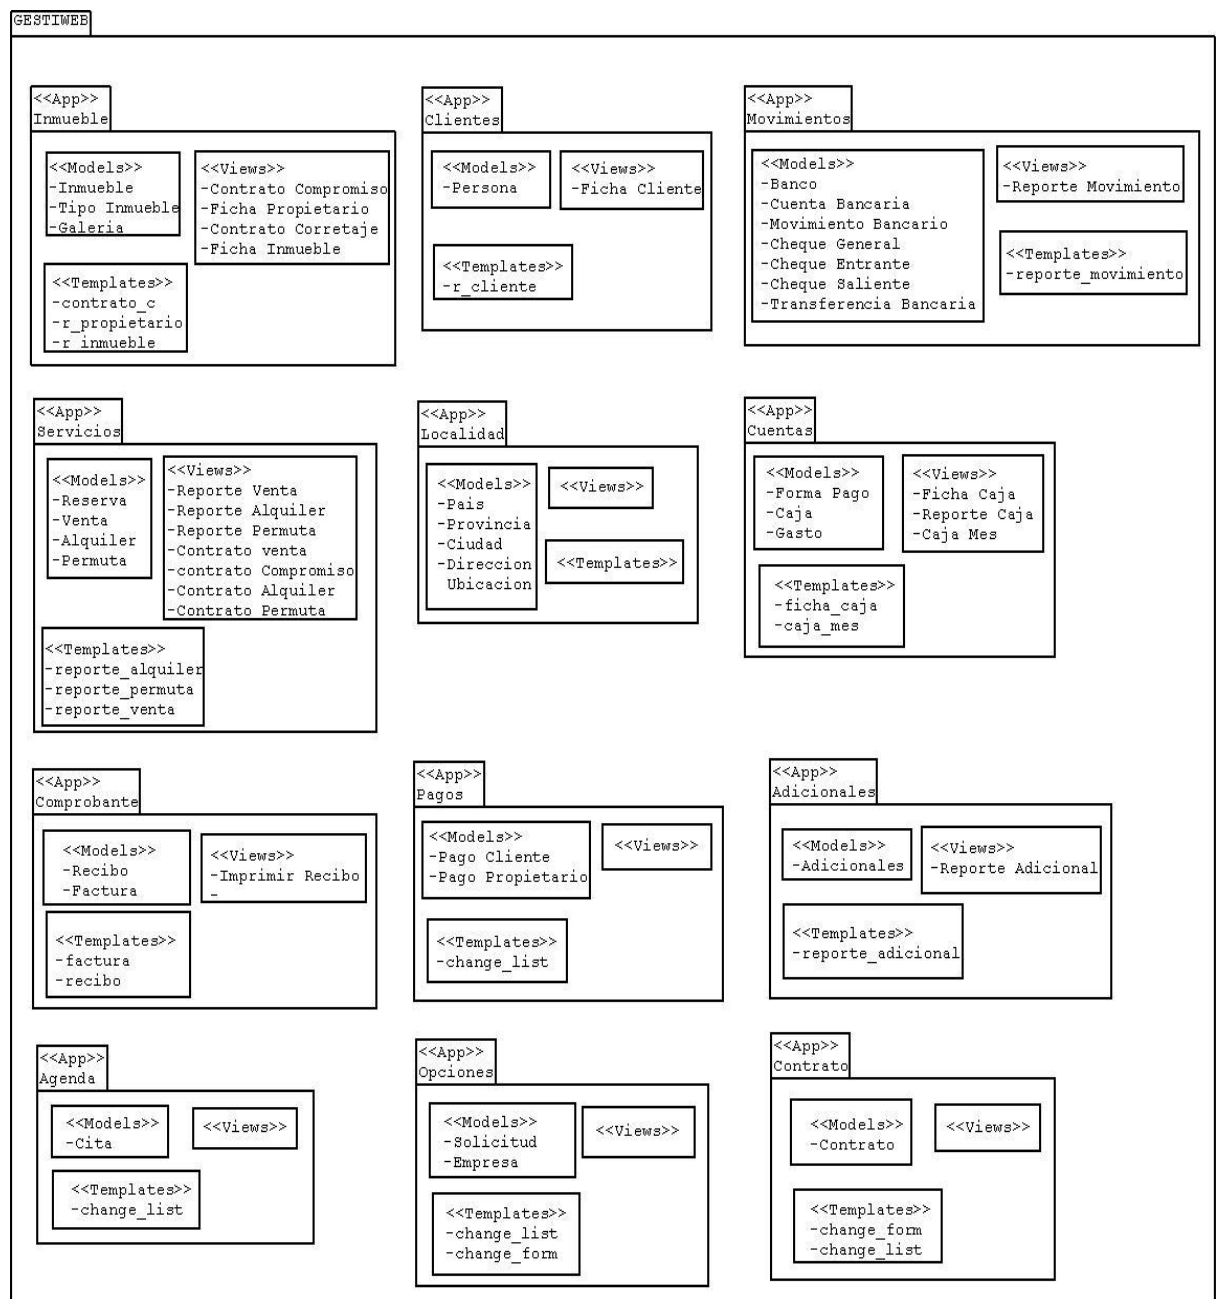 GESTIWEB
<<App>>
Inmueble
<<Models>>
-Inmueble
-Tipo Inmueble
-Galeria
<<Views>>
-Contrato Compromiso
-Ficha Propietario
-Contrato Corretaje
-Ficha Inmueble
<<Templates>>
-contrato_c
-r_propietario
-r_inmueble
<<App>>
Clientes
<<Models>>
-Persona
<<Views>>
-Ficha Cliente
<<Templates>>
-r_cliente
<<App>>
Movimientos
<<Models>>
-Banco
-Cuenta Bancaria
-Movimiento Bancario
-Cheque General
-Cheque Entrante
-Cheque Saliente
-Transferencia Bancaria
<<Views>>
-Reporte Movimiento
<<Templates>>
-reporte_movimiento
<<App>>
Servicios
<<Models>>
-Reserva
-Venta
-Alquiler
-Permuta
<<Views>>
-Reporte Venta
-Reporte Alquiler
-Reporte Permuta
-Contrato venta
-contrato Compromiso
-Contrato Alquiler
-Contrato Permuta
<<Templates>>
-reporte_alquiler
-reporte_permuta
-reporte_venta
<<App>>
Localidad
<<Models>>
-Pais
-Provincia
-Ciudad
-Direccion
Ubicacion
<<Views>>
<<Templates>>
<<App>>
Cuentas
<<Models>>
-Forma Pago
-Caja
-Gasto
<<Views>>
-Ficha Caja
-Reporte Caja
-Caja Mes
<<Templates>>
-ficha_caja
-caja_mes
<<App>>
Comprobante
<<Models>>
-Recibo
-Factura
<<Views>>
-Imprimir Recibo
-
<<Templates>>
-factura
-recibo
<<App>>
Pagos
<<Models>>
-Pago Cliente
-Pago Propietario
<<Views>>
<<Templates>>
-change_list
<<App>>
Adicionales
<<Models>>
-Adicionales
<<Views>>
-Reporte Adicional
<<Templates>>
-reporte_adicional
<<App>>
Agenda
<<Models>>
-Cita
<<Views>>
<<Templates>>
-change_list
<<App>>
Opciones
<<Models>>
-Solicitud
-Empresa
<<Views>>
<<Templates>>
-change_list
-change_form
<<App>>
Contrato
<<Models>>
-Contrato
<<Views>>
<<Templates>>
-change_form
-change_list